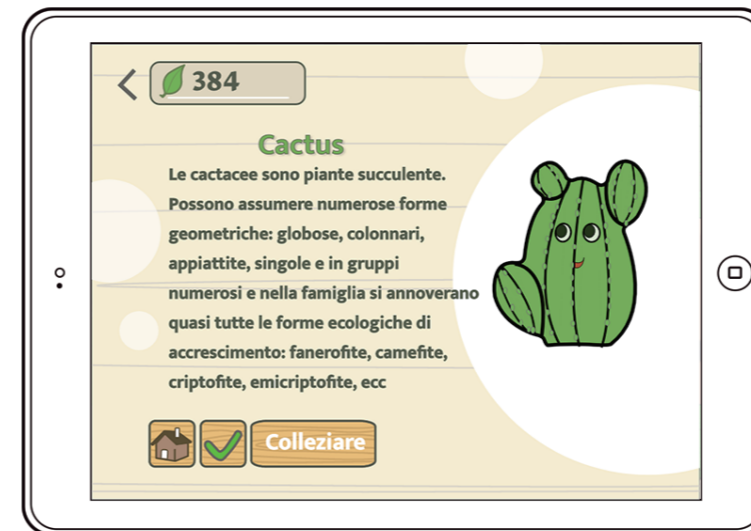 384
Cactus
Le cactacee sono piante succulente.
Possono assumere numerose forme
geometriche: globose, colonnari,
appiattite, singole e in gruppi
numerosi e nella famiglia si annoverano
quasi tutte le forme ecologiche di
accrescimento: fanerofite, camefite,
criptofite, emicriptofite, ecc
Colleziare